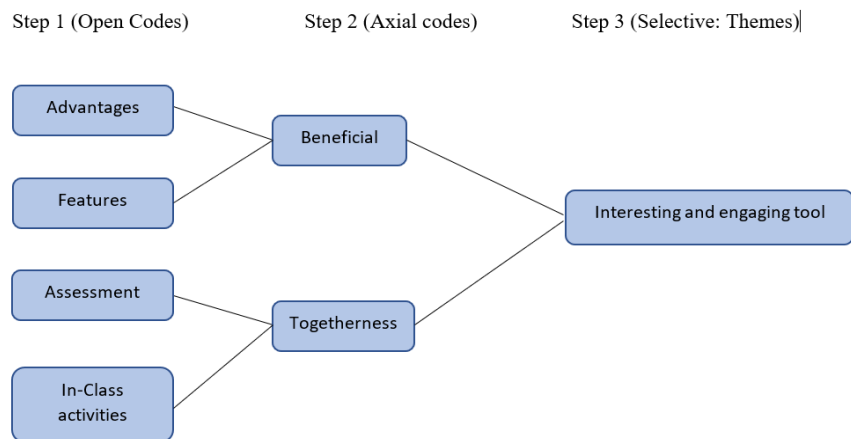 Step 1 (Open Codes)
Step 2 (Axial codes)
Step 3 (Selective: Themes)
Advantages
Beneficial
Features
Interesting and engaging tool
Assessment
Togetherness
In-Class
activities